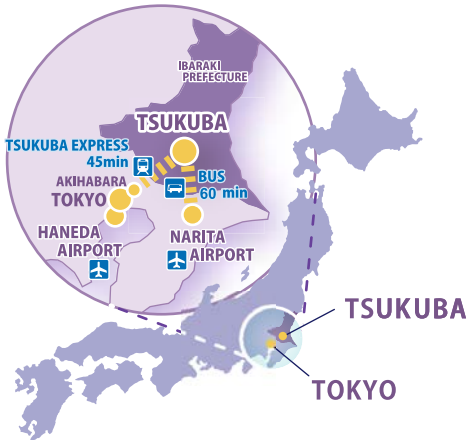 IBARAKI
PREFECTURE
TSUKUBA
TSUKUBA EXPRESS
45min
BUS
60 min
AKIHABARA
TOKYO
HANEDA
AIRPORT
NARITA
AIRPORT
TSUKUBA
TOKYO